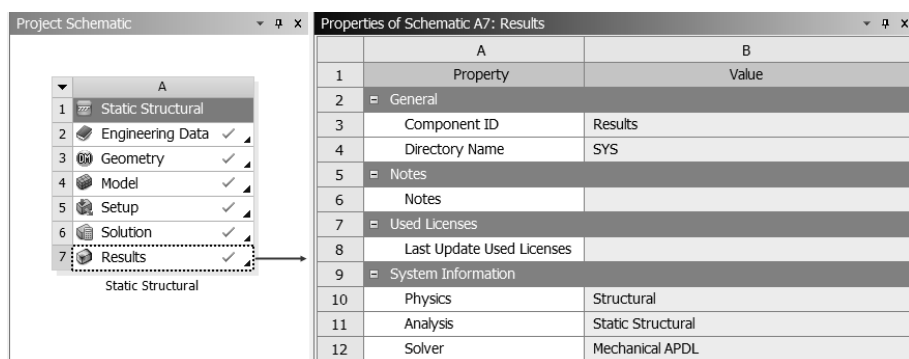 Project Schematic
A
1 Static Structural
2 Engineering Data
3 Geometry
4 Model
5 Setup
6 Solution
7 Results
Static Structural
Properties of Schematic A7: Results
A B
1 Property Value
2 General
3 Component ID Results
4 Directory Name SYS
5 Notes
6 Notes
7 Used Licenses
8 Last Update Used Licenses
9 System Information
10 Physics Structural
11 Analysis Static Structural
12 Solver Mechanical APDL